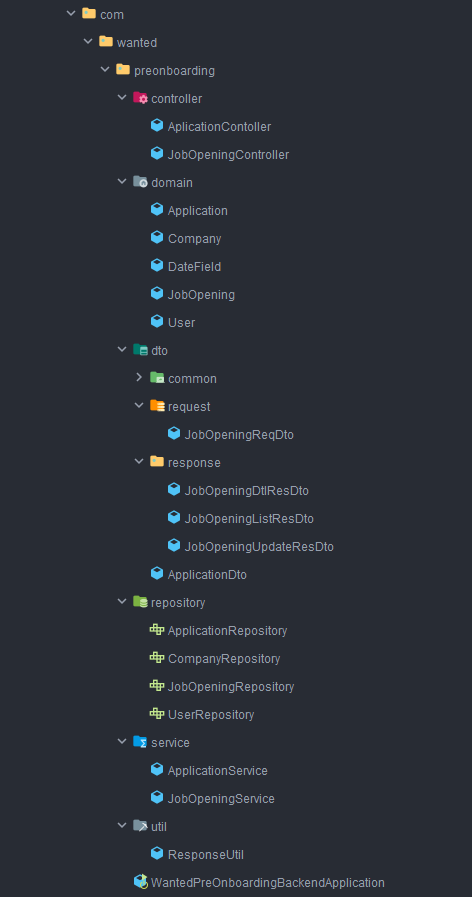 com
wanted
preonboarding
controller
AplicationContoller
JobOpeningController
domain
Application
Company
DateField
JobOpening
User
dto
common
request
JobOpeningReqDto
response
JobOpeningDtlResDto
JobOpeningListResDto
JobOpeningUpdateResDto
ApplicationDto
repository
ApplicationRepository
CompanyRepository
JobOpeningRepository
UserRepository
service
ApplicationService
JobOpeningService
util
ResponseUtil
WantedPreOnboardingBackendApplication